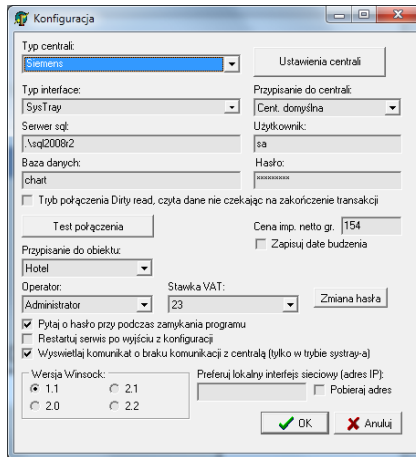 Konfiguracja
Typ centrali:
Siemens
Ustawienia centrali
Typ interface:
Przypisanie do centrali:
SysTray
Cent. domyślna
Serwer sql:
Użytkownik:
.\sql2008r2
sa
Baza danych:
Hasło:
chart
*********
Tryb połączenia Dirty read, czyta dane nie czekając na zakończenie transakcji
Test połączenia
Cena imp. netto gr. 154
Zapisuj date budzenia
Przypisanie do obiektu:
Hotel
Operator:
Stawka VAT:
Administrator
23
Zmiana hasła
Pytaj o hasło przy podczas zamykania programu
Restartuj serwis po wyjściu z konfiguracji
Wyswietlaj komunikat o braku komunikacji z centralą (tylko w trybie systray-a)
Wersja Winsock:
Preferuj lokalny interfejs sieciowy (adres IP):
1.1 2.1
Pobieraj adres
2.0 2.2
OK
Anuluj